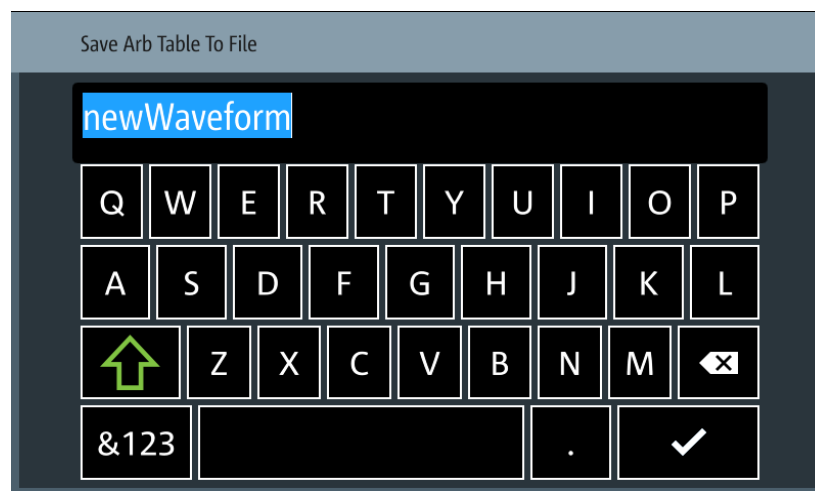 Save Arb Table To File
newWaveform
Q W E R T Y U I O P
A S D F G H J K L
Z X C V B N M
&123 .